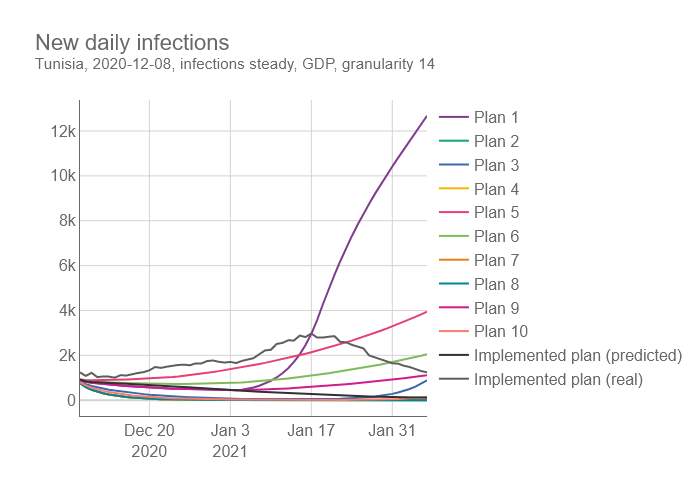 New daily infections
Tunisia, 2020-12-08, infections steady, GDP, granularity 14
12k
10k
8k
6k
4k
2k
0
Dec 20
2020
Jan 3
2021
Jan 17
Jan 31
Plan 1
Plan 2
Plan 3
Plan 4
Plan 5
Plan 6
Plan 7
Plan 8
Plan 9
Plan 10
Implemented plan (predicted)
Implemented plan (real)